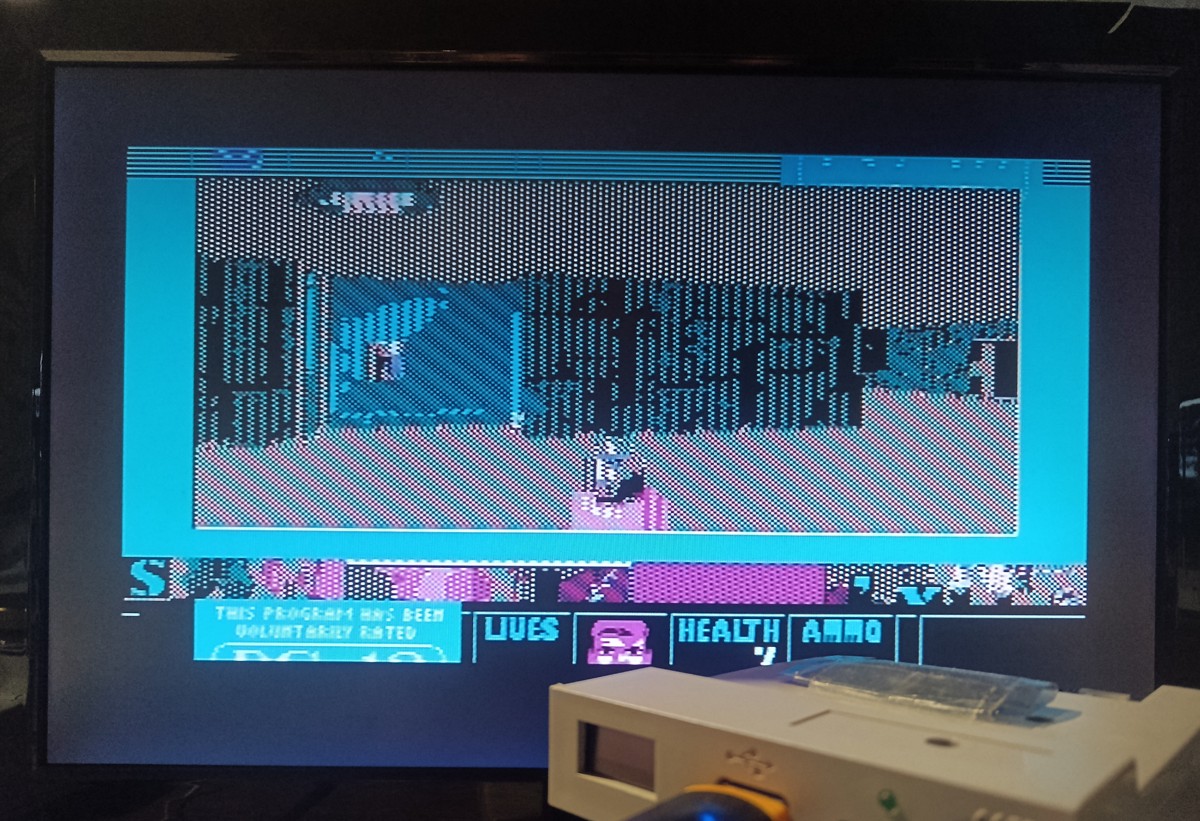 S
THIS PROGRAM HAS BEEN
VOLUNTARILY RATED
LIVES
HEALTH
AMMO
%